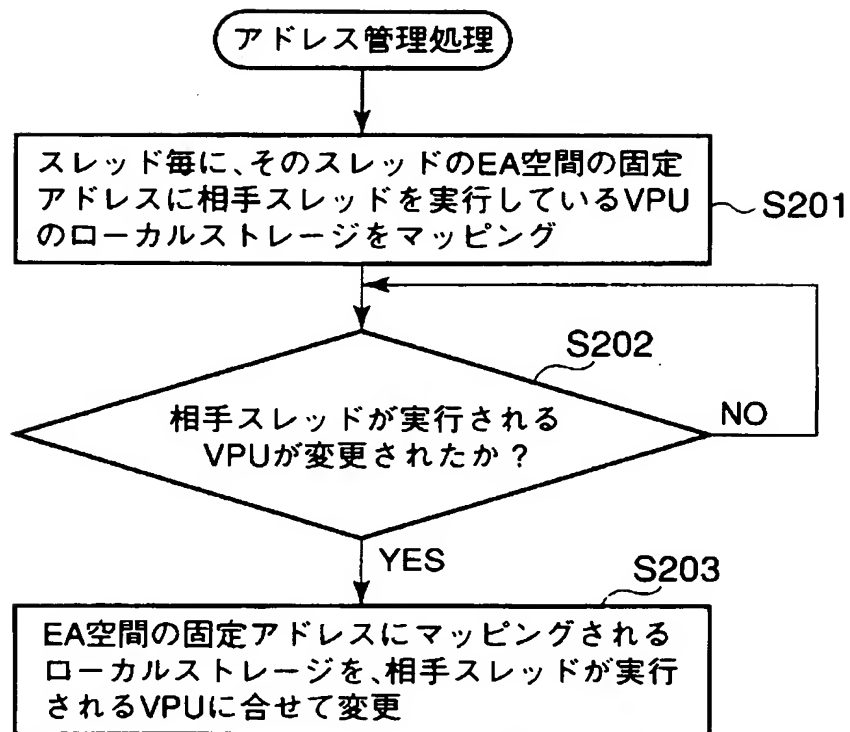 アドレス管理処理
スレッド毎に、そのスレッドのEA空間の固定
アドレスに相手スレッドを実行しているVPU
のローカルストレージをマッピング
S201
S202
相手スレッドが実行される
VPUが変更されたか？
NO
YES
S203
EA空間の固定アドレスにマッピングされる
ローカルストレージを、相手スレッドが実行
されるVPUに合せて変更